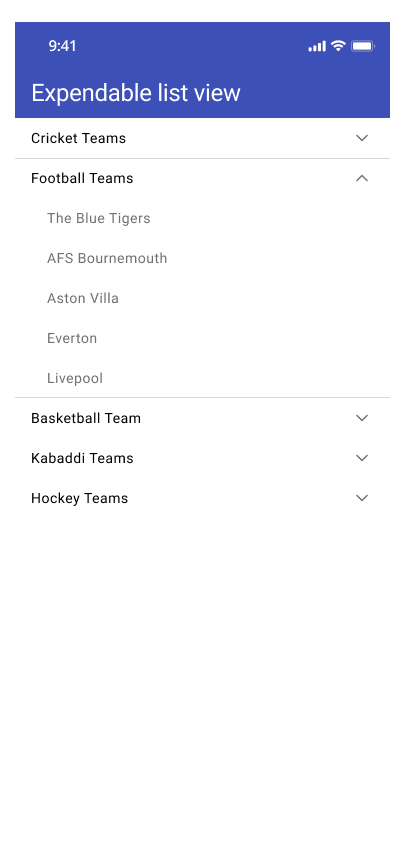 9:41
Expendable list view
Cricket Teams
Football Teams
The Blue Tigers
AFS Bournemouth
Aston Villa
Everton
Livepool
Basketball Team
Kabaddi Teams
Hockey Teams